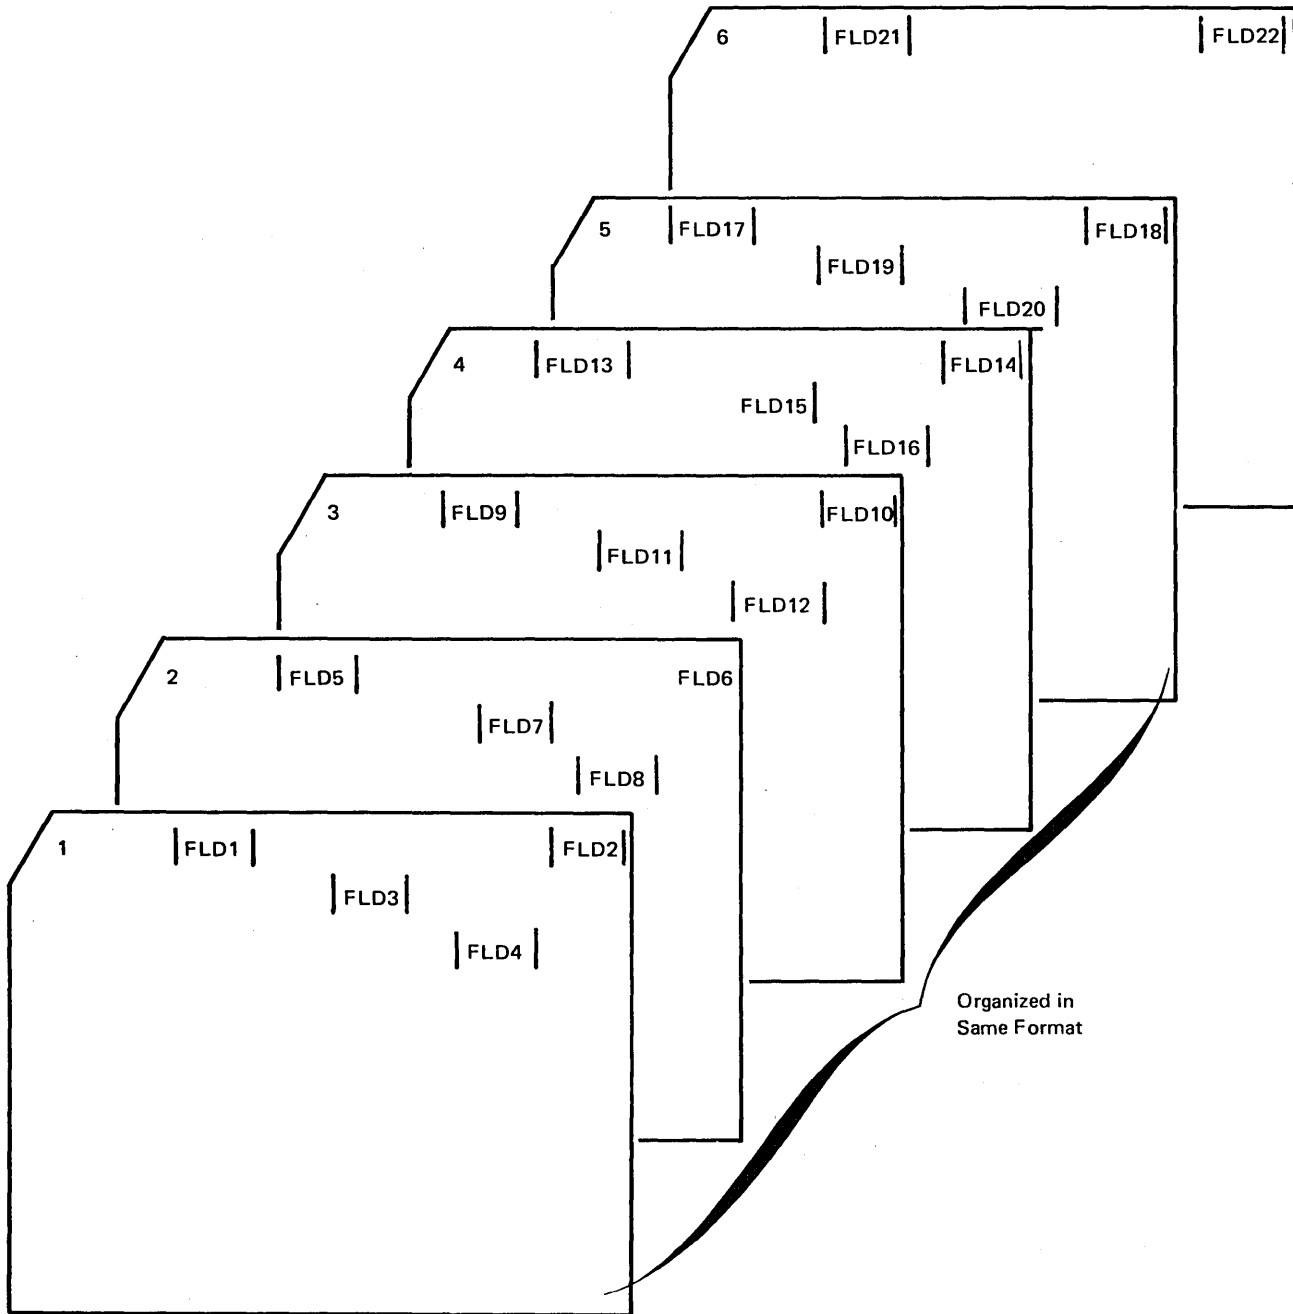 6 FLD21 FLD22
5 FLD17 FLD18
FLD19
FLD20
4 FLD13 FLD14
FLD15
FLD16
3 FLD9 FLD10
FLD11
FLD12
2 FLD5 FLD6
FLD7
FLD8
1 FLD1 FLD2
FLD3
FLD4
Organized in
Same Format